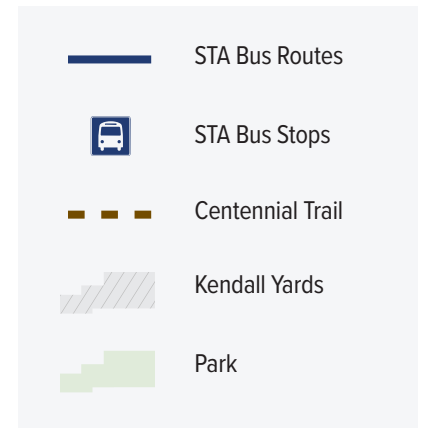 STA Bus Routes
STA Bus Stops
Centennial Trail
Kendall Yards
Park